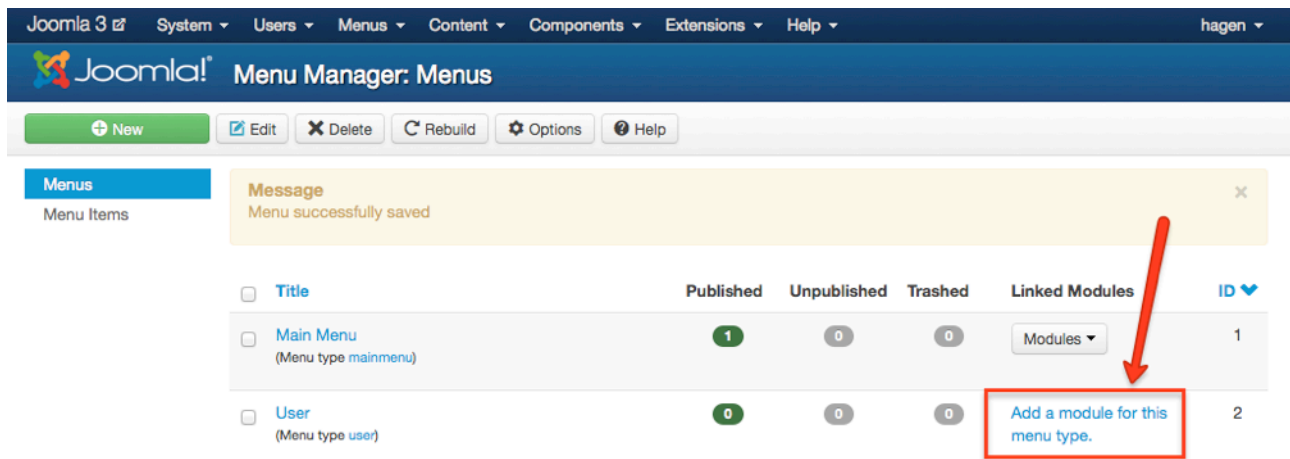 Joomla 3 System Users Menus Content Components Extensions Help hagen
Joomla! Menu Manager: Menus
New Edit Delete Rebuild Options Help
Menus
Menu Items
Message
Menu successfully saved
Title Published Unpublished Trashed Linked Modules ID
Main Menu 1 0 0 Modules 1
(Menu type mainmenu)
User 0 0 0 Add a module for this 2
(Menu type user) menu type.